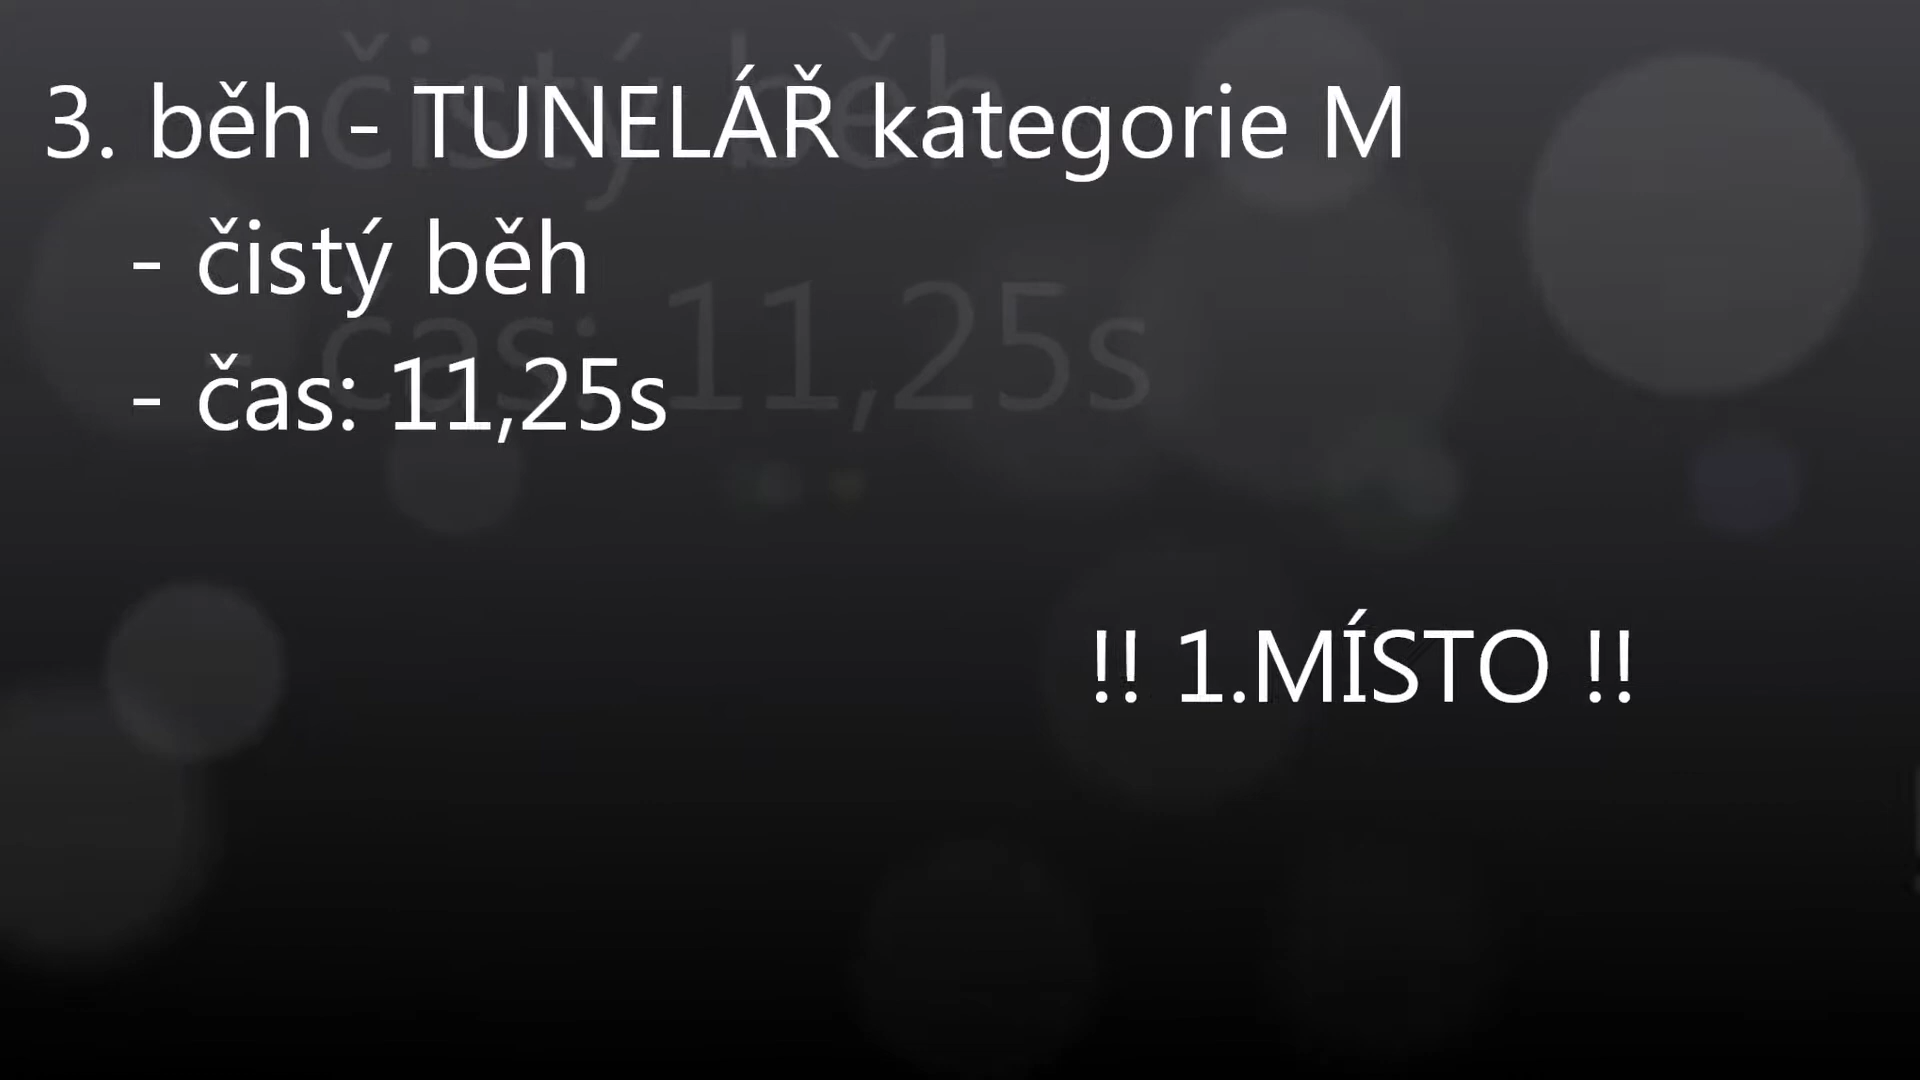 3. běh - TUNELÁŘ kategorie M
- čistý běh
- čas: 11,25s
!! 1.MÍSTO !!